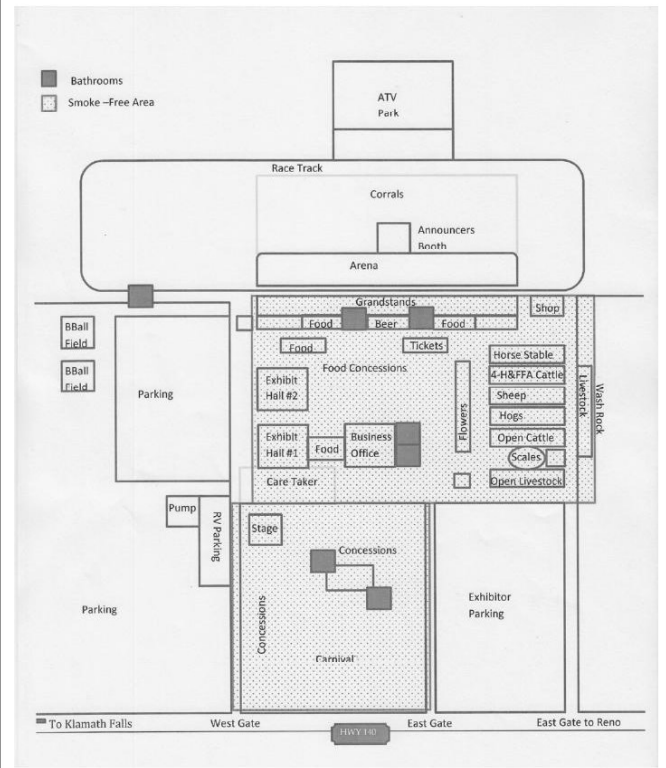 Bathrooms
Smoke –Free Area
ATV
Park
Race Track
Corrals
Announcers
Booth
Arena
Grandstands
Shop
Food
Beer
Food
BBall
Field
Food
Tickets
Horse Stable
BBall
Field
Food Concessions
4-H&FFA Cattle
Livestock
Wash Rock
Parking
Exhibit
Hall #2
Flowers
Sheep
Hogs
Exhibit
Hall #1
Food
Business
Office
Open Cattle
Scales
Care Taker
Open Livestock
Pump
RV Parking
Stage
Concessions
Concessions
Exhibitor
Parking
Parking
Carnival
To Klamath Falls
West Gate
East Gate
East Gate to Reno
HWY 140